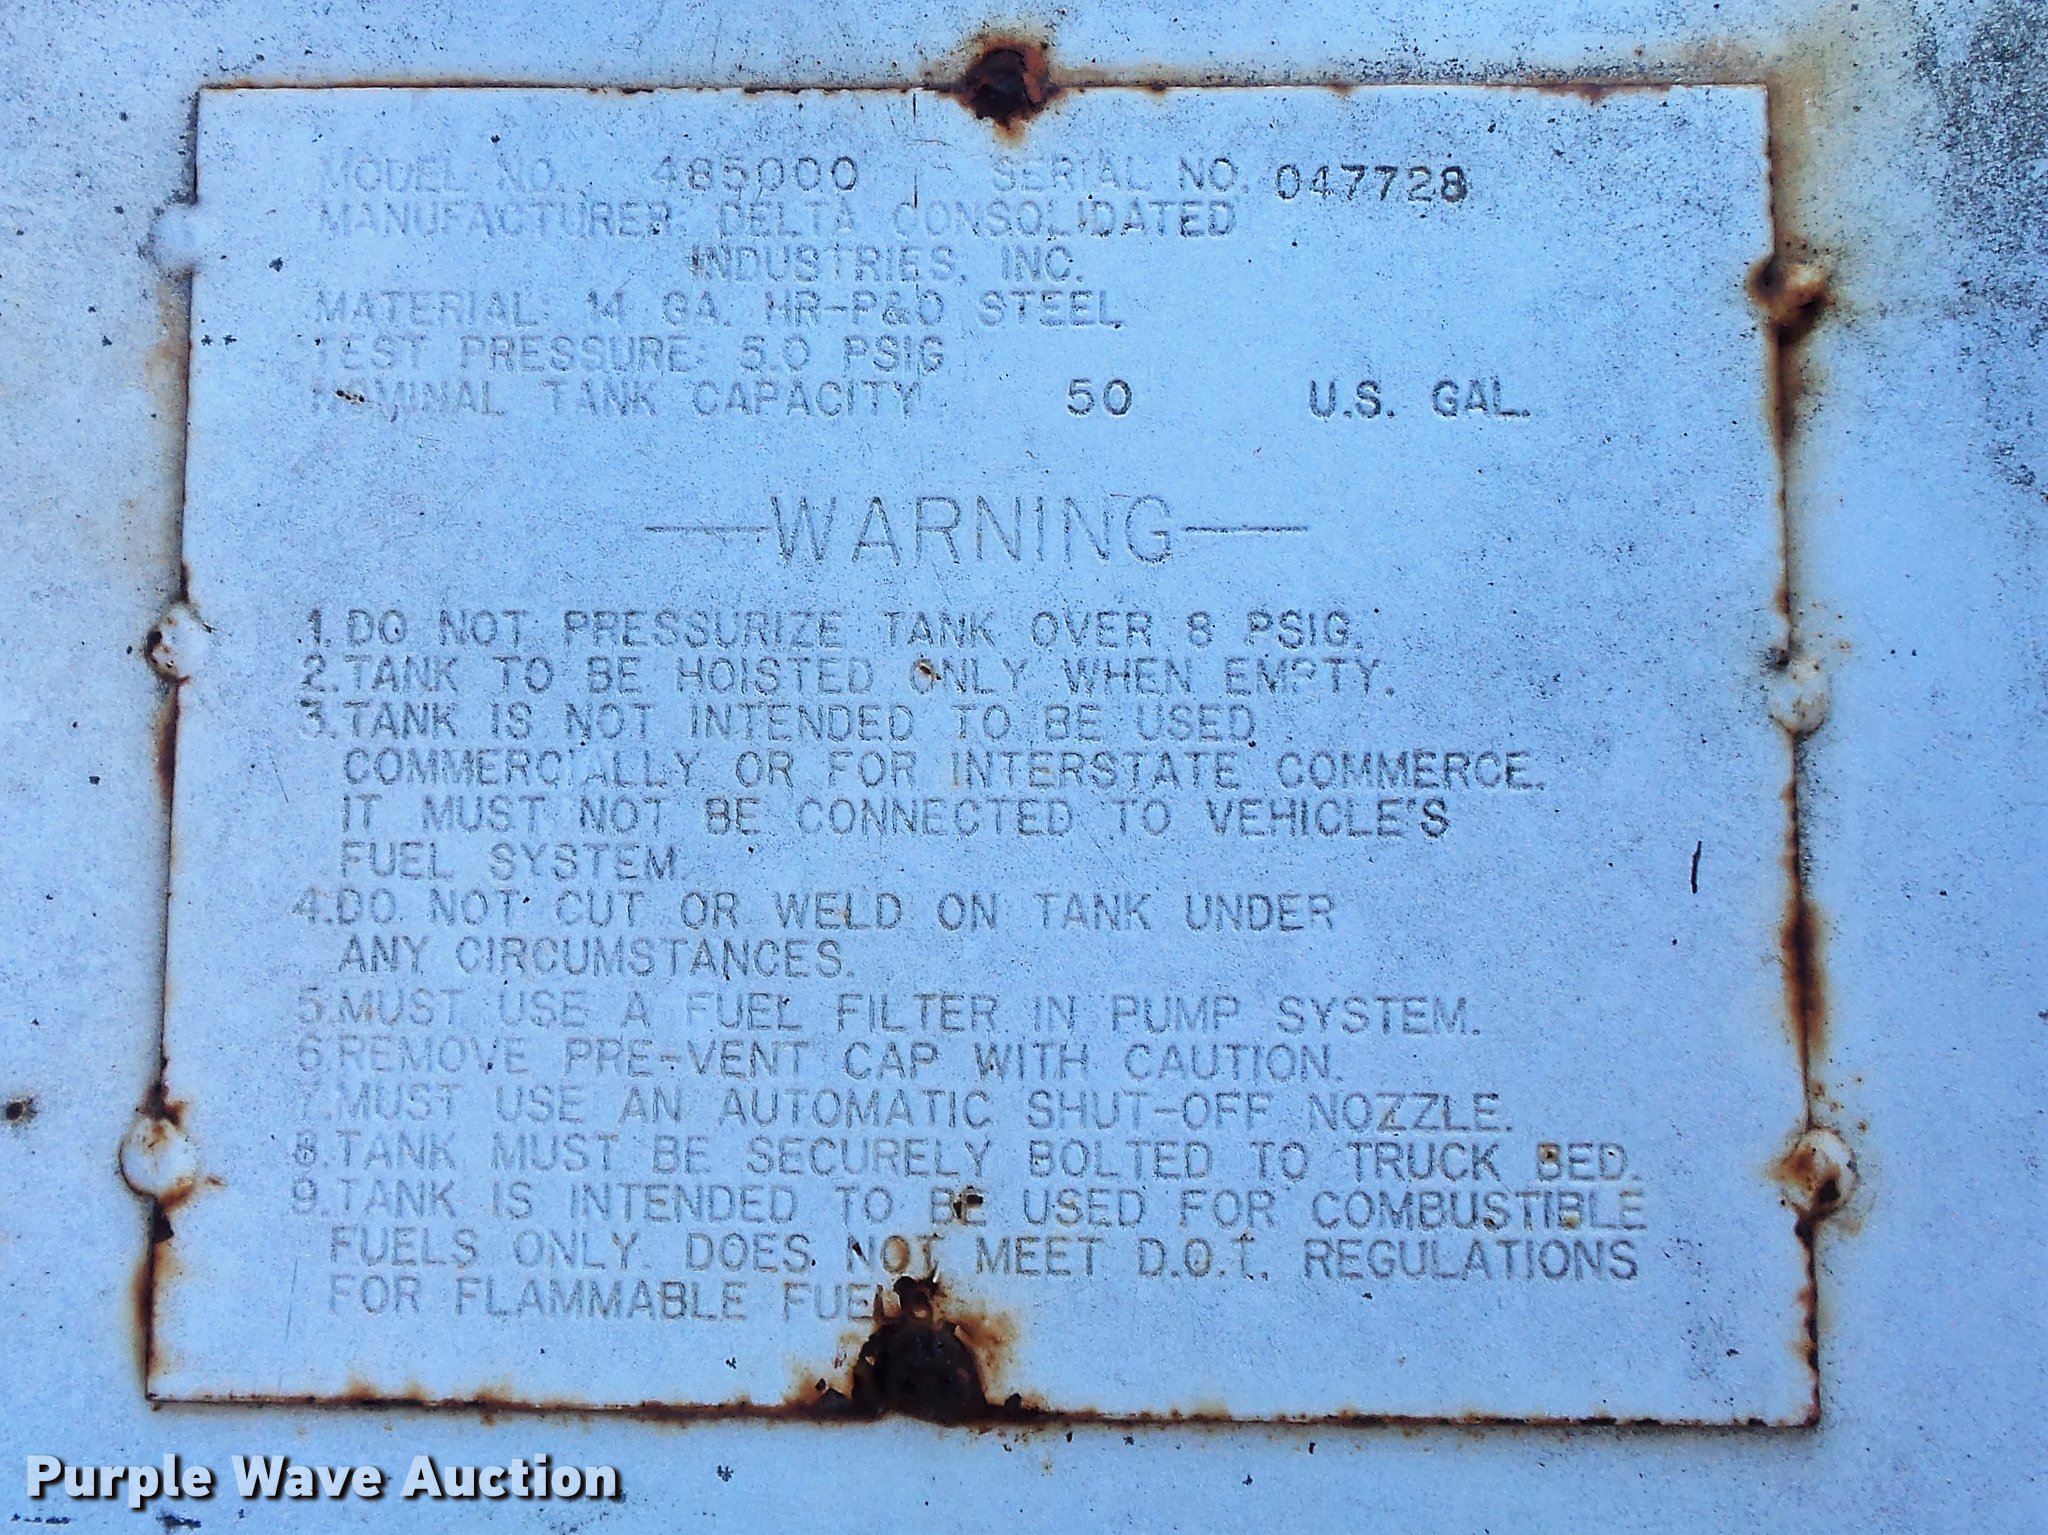 MODEL NO. 485000 SERIAL NO. 047728
MANUFACTURER: DELTA CONSOLIDATED
INDUSTRIES, INC.
MATERIAL: 14 GA. HR-P&O STEEL
TEST PRESSURE: 5.0 PSIG
NOMINAL TANK CAPACITY 50 U.S. GAL.
—WARNING—
1. DO NOT PRESSURIZE TANK OVER 8 PSIG.
2. TANK TO BE HOISTED ONLY WHEN EMPTY.
3. TANK IS NOT INTENDED TO BE USED
COMMERCIALLY OR FOR INTERSTATE COMMERCE.
IT MUST NOT BE CONNECTED TO VEHICLE'S
FUEL SYSTEM.
4. DO NOT CUT OR WELD ON TANK UNDER
ANY CIRCUMSTANCES.
5. MUST USE A FUEL FILTER IN PUMP SYSTEM.
6. REMOVE PRE-VENT CAP WITH CAUTION.
7. MUST USE AN AUTOMATIC SHUT-OFF NOZZLE.
8. TANK MUST BE SECURELY BOLTED TO TRUCK BED.
9. TANK IS INTENDED TO BE USED FOR COMBUSTIBLE
FUELS ONLY. DOES NOT MEET D.O.T. REGULATIONS
FOR FLAMMABLE
Purple Wave Auction